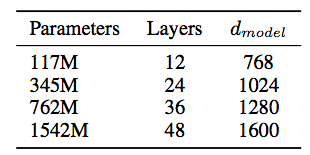 Parameters Layers d_model
117M 12 768
345M 24 1024
762M 36 1280
1542M 48 1600